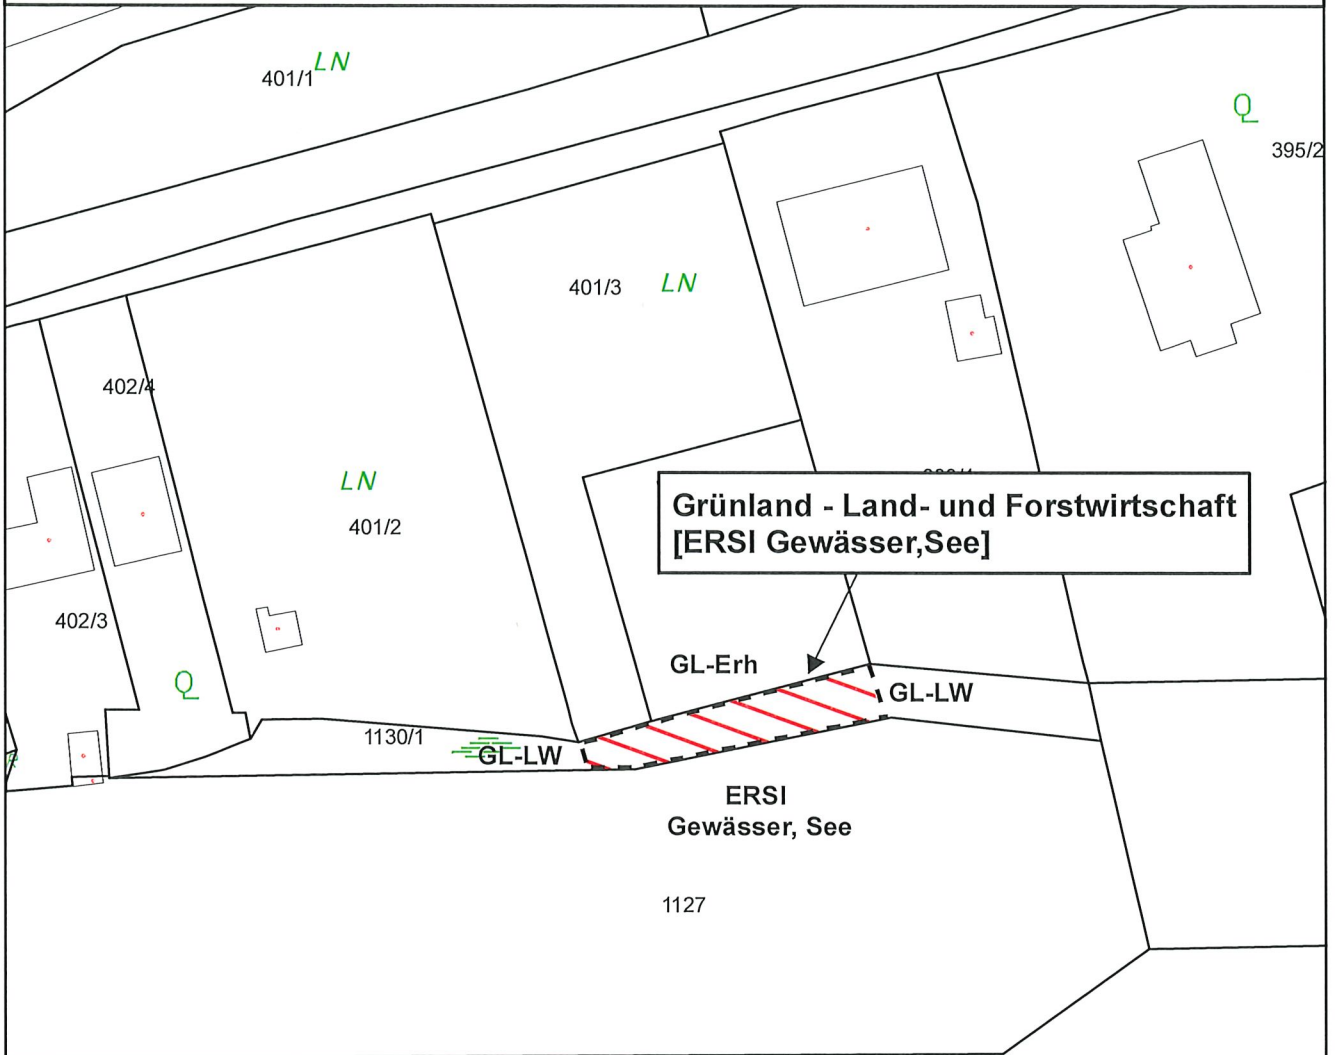 LN
401/1
Q
395/2
401/3 LN
402/4
LN
401/2
Grünland - Land- und Forstwirtschaft
[ERSI Gewässer,See]
402/3
GL-Erh
Q
GL-LW
1130/1
GL-LW
ERSI
Gewässer, See
1127